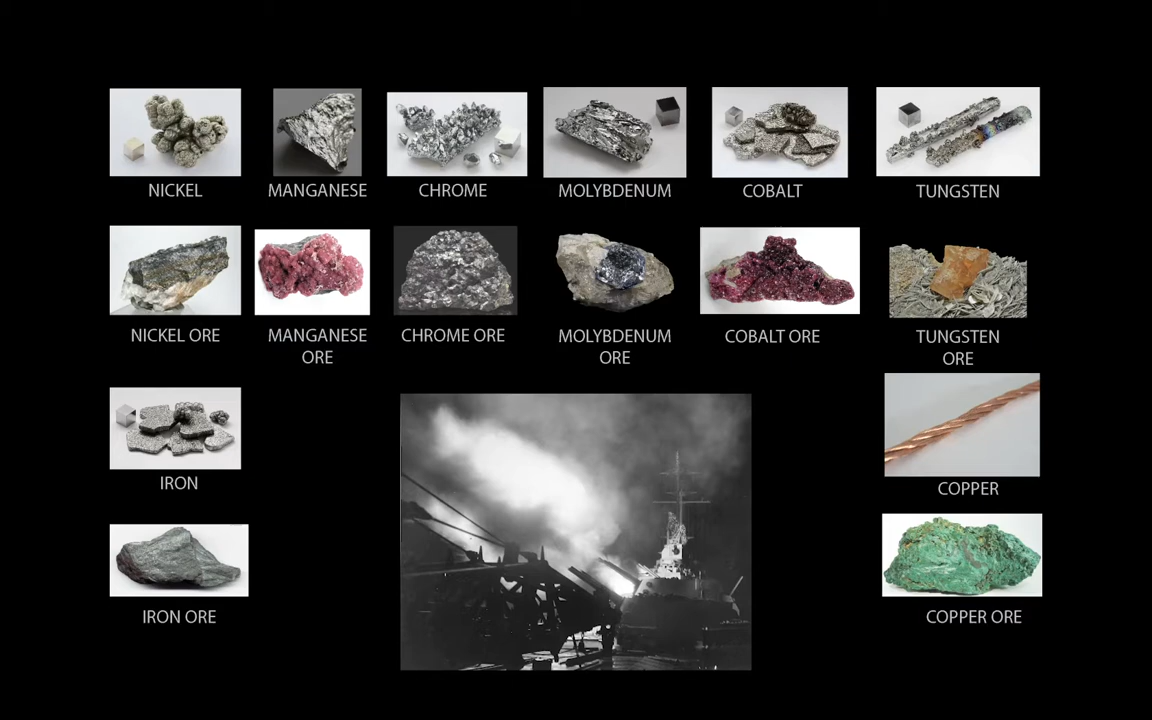 NICKEL
MANGANESE
CHROME
MOLYBDENUM
COBALT
TUNGSTEN
NICKEL ORE
MANGANESE
ORE
CHROME ORE
MOLYBDENUM
ORE
COBALT ORE
TUNGSTEN
ORE
IRON
COPPER
IRON ORE
COPPER ORE